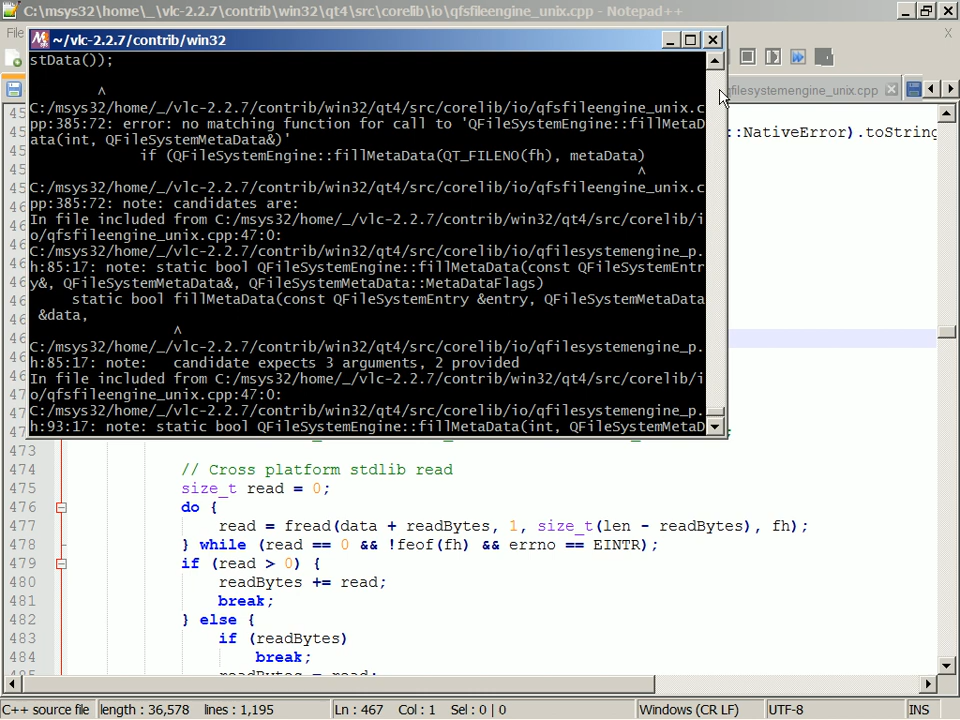 C:\msys32\home\_\vlc-2.2.7\contrib\win32\qt4\src\corelib\io\qfsfileengine_unix.cpp - Notepad++
File
X
~/vlc-2.2.7/contrib/win32
stData());
^
C:/msys32/home/_/vlc-2.2.7/contrib/win32/qt4/src/corelib/io/qfsfileengine_unix.c
pp:385:72: error: no matching function for call to 'QFileSystemEngine::fillMetaD
ata(int, QFileSystemMetaData&)'
if (QFileSystemEngine::fillMetaData(QT_FILENO(fh), metaData)
^
C:/msys32/home/_/vlc-2.2.7/contrib/win32/qt4/src/corelib/io/qfsfileengine_unix.c
pp:385:72: note: candidates are:
In file included from C:/msys32/home/_/vlc-2.2.7/contrib/win32/qt4/src/corelib/i
o/qfsfileengine_unix.cpp:47:0:
C:/msys32/home/_/vlc-2.2.7/contrib/win32/qt4/src/corelib/io/qfilesystemengine_p.
h:85:17: note: static bool QFileSystemEngine::fillMetaData(const QFileSystemEntr
y&, QFileSystemMetaData&, QFileSystemMetaData::MetaDataFlags)
static bool fillMetaData(const QFileSystemEntry &entry, QFileSystemMetaData
&data,
^
C:/msys32/home/_/vlc-2.2.7/contrib/win32/qt4/src/corelib/io/qfilesystemengine_p.
h:85:17: note:   candidate expects 3 arguments, 2 provided
In file included from C:/msys32/home/_/vlc-2.2.7/contrib/win32/qt4/src/corelib/i
o/qfsfileengine_unix.cpp:47:0:
C:/msys32/home/_/vlc-2.2.7/contrib/win32/qt4/src/corelib/io/qfilesystemengine_p.
h:93:17: note: static bool QFileSystemEngine::fillMetaData(int, QFileSystemMetaD
filesystemengine_unix.cpp
::NativeError).toString
473
474 // Cross platform stdlib read
475 size_t read = 0;
476 do {
477 read = fread(data + readBytes, 1, size_t(len - readBytes), fh);
478 } while (read == 0 && !feof(fh) && errno == EINTR);
479 if (read > 0) {
480 readBytes += read;
481 break;
482 } else {
483 if (readBytes)
484 break;
485 readBytes = read;
C++ source file length : 36,578 lines : 1,195 Ln : 467 Col : 1 Sel : 0 | 0 Windows (CR LF) UTF-8 INS